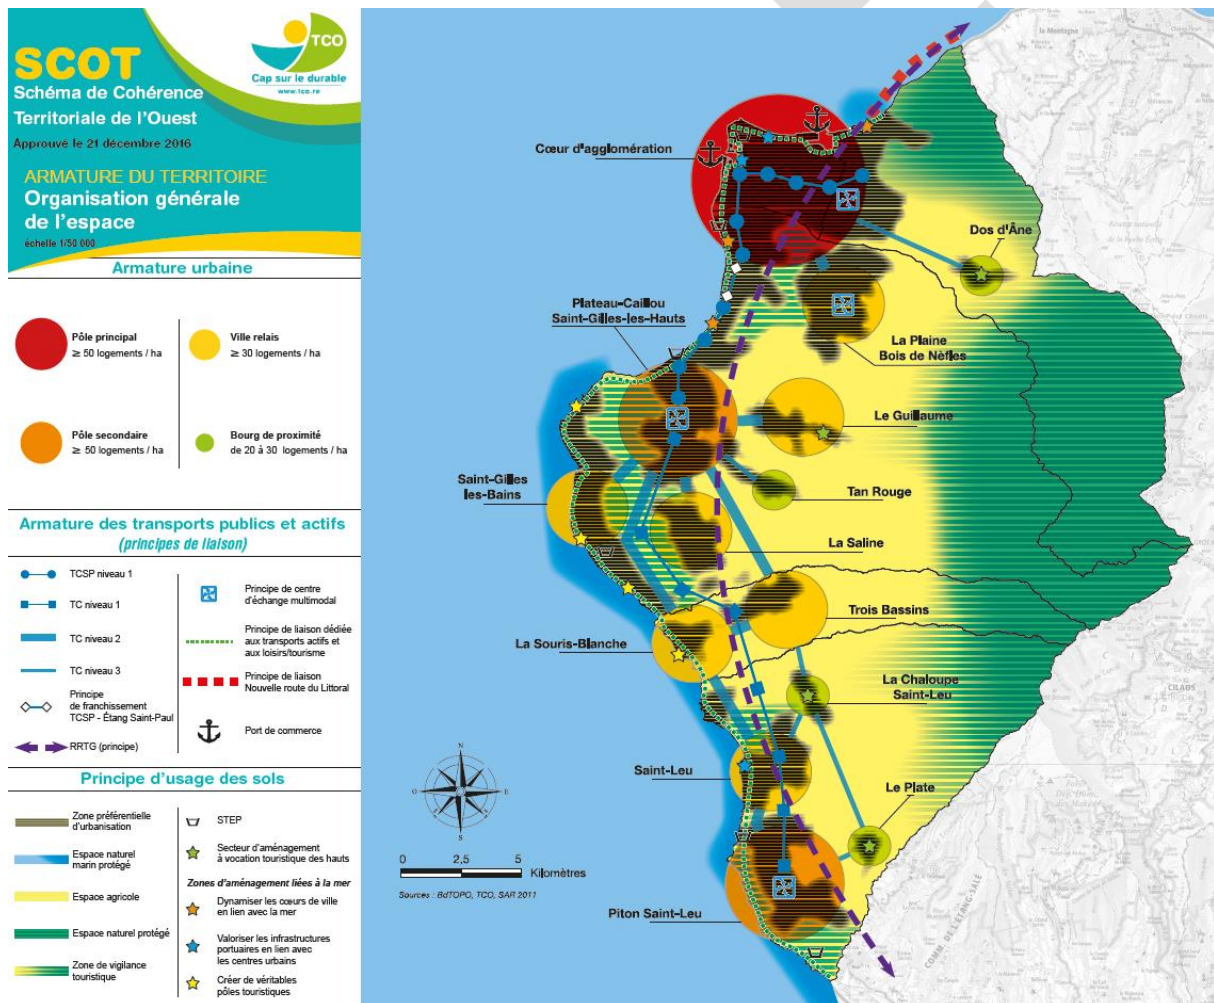 TCO
Cap sur le durable
www.tco.re
SCOT
Schéma de Cohérence
Territoriale de l'Ouest
Approuvé le 21 décembre 2016
ARMATURE DU TERRITOIRE
Organisation générale
de l'espace
échelle 1/50 000
Armature urbaine
Pôle principal
≥ 50 logements / ha
Ville relais
≥ 30 logements / ha
Pôle secondaire
≥ 50 logements / ha
Bourg de proximité
de 20 à 30 logements / ha
Armature des transports publics et actifs
(principes de liaison)
TCSP niveau 1
TC niveau 1
TC niveau 2
TC niveau 3
Principe
de franchissement
TCSP - Étang Saint-Paul
RRTG (principe)
Principe de centre
d'échange multimodal
Principe de liaison dédiée
aux transports actifs et
aux loisirs/tourisme
Principe de liaison
Nouvelle route du Littoral
Port de commerce
Principe d'usage des sols
Zone préférentielle
d'urbanisation
Espace naturel
marin protégé
Espace agricole
Espace naturel protégé
Zone de vigilance
touristique
STEP
Secteur d'aménagement
à vocation touristique des hauts
Zones d'aménagement liées à la mer
Dynamiser les cœurs de ville
en lien avec la mer
Valoriser les infrastructures
portuaires en lien avec
les centres urbains
Créer de véritables
pôles touristiques
la Montagne
Cœur d'agglomération
Dos d'Âne
Plateau-Caillou
Saint-Gilles-les-Hauts
La Plaine
Bois de Nèfles
Le Guillaume
Saint-Gilles
les-Bains
Tan Rouge
La Saline
Trois Bassins
La Souris-Blanche
La Chaloupe
Saint-Leu
CILAOS
Saint-Leu
Le Plate
Piton Saint-Leu
COMM. DE L'ÉTANG-SALÉ
N
O
E
S
0 2,5 5
Kilomètres
Sources : BdTOPO, TCO, SAR 2011